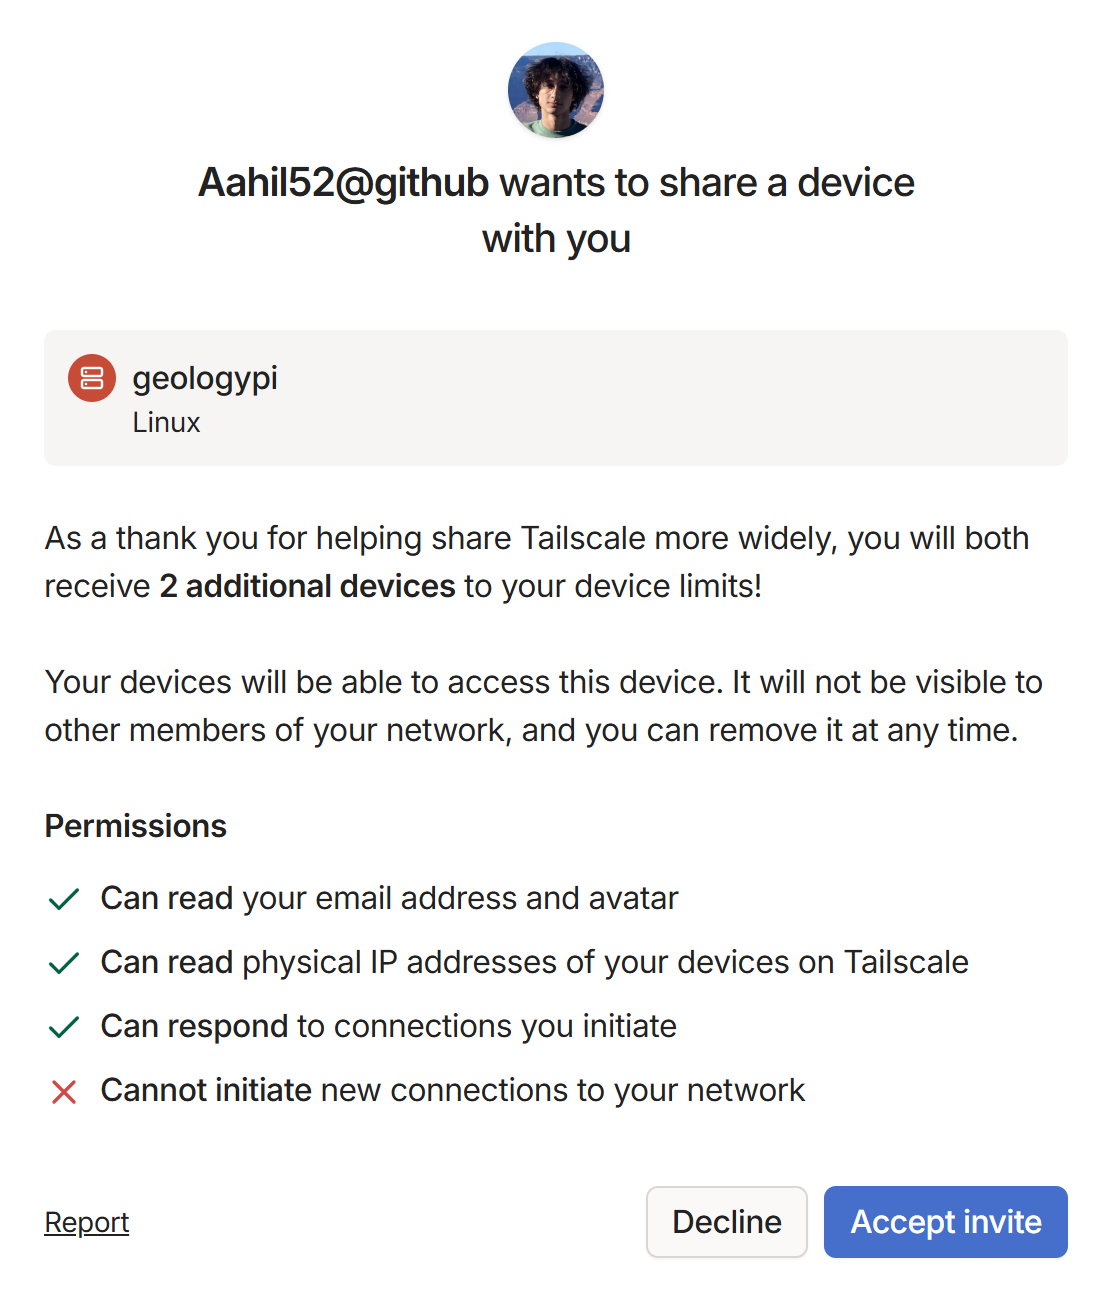 Aahil52@github wants to share a device
with you
geologypi
Linux
As a thank you for helping share Tailscale more widely, you will both
receive 2 additional devices to your device limits!
Your devices will be able to access this device. It will not be visible to
other members of your network, and you can remove it at any time.
Permissions
Can read your email address and avatar
Can read physical IP addresses of your devices on Tailscale
Can respond to connections you initiate
Cannot initiate new connections to your network
Report
Decline
Accept invite